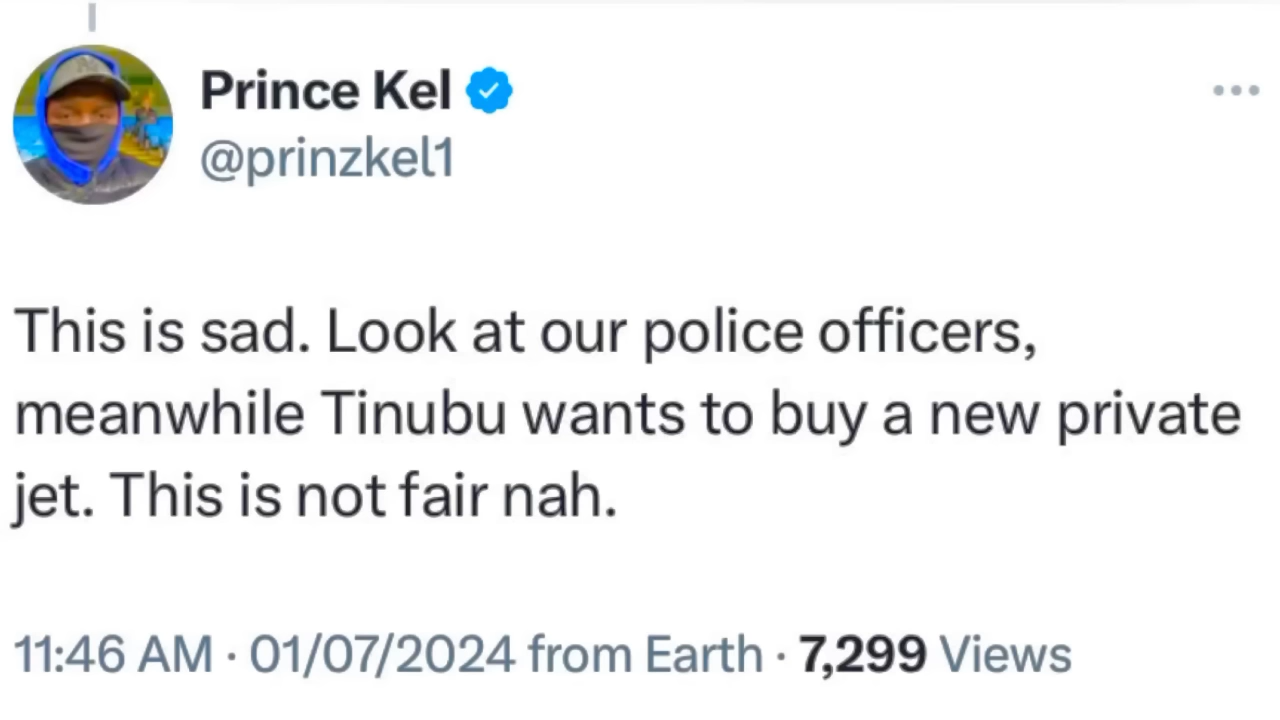 Prince Kel
@prinzkel1
This is sad. Look at our police officers,
meanwhile Tinubu wants to buy a new private
jet. This is not fair nah.
11:46 AM · 01/07/2024 from Earth · 7,299 Views